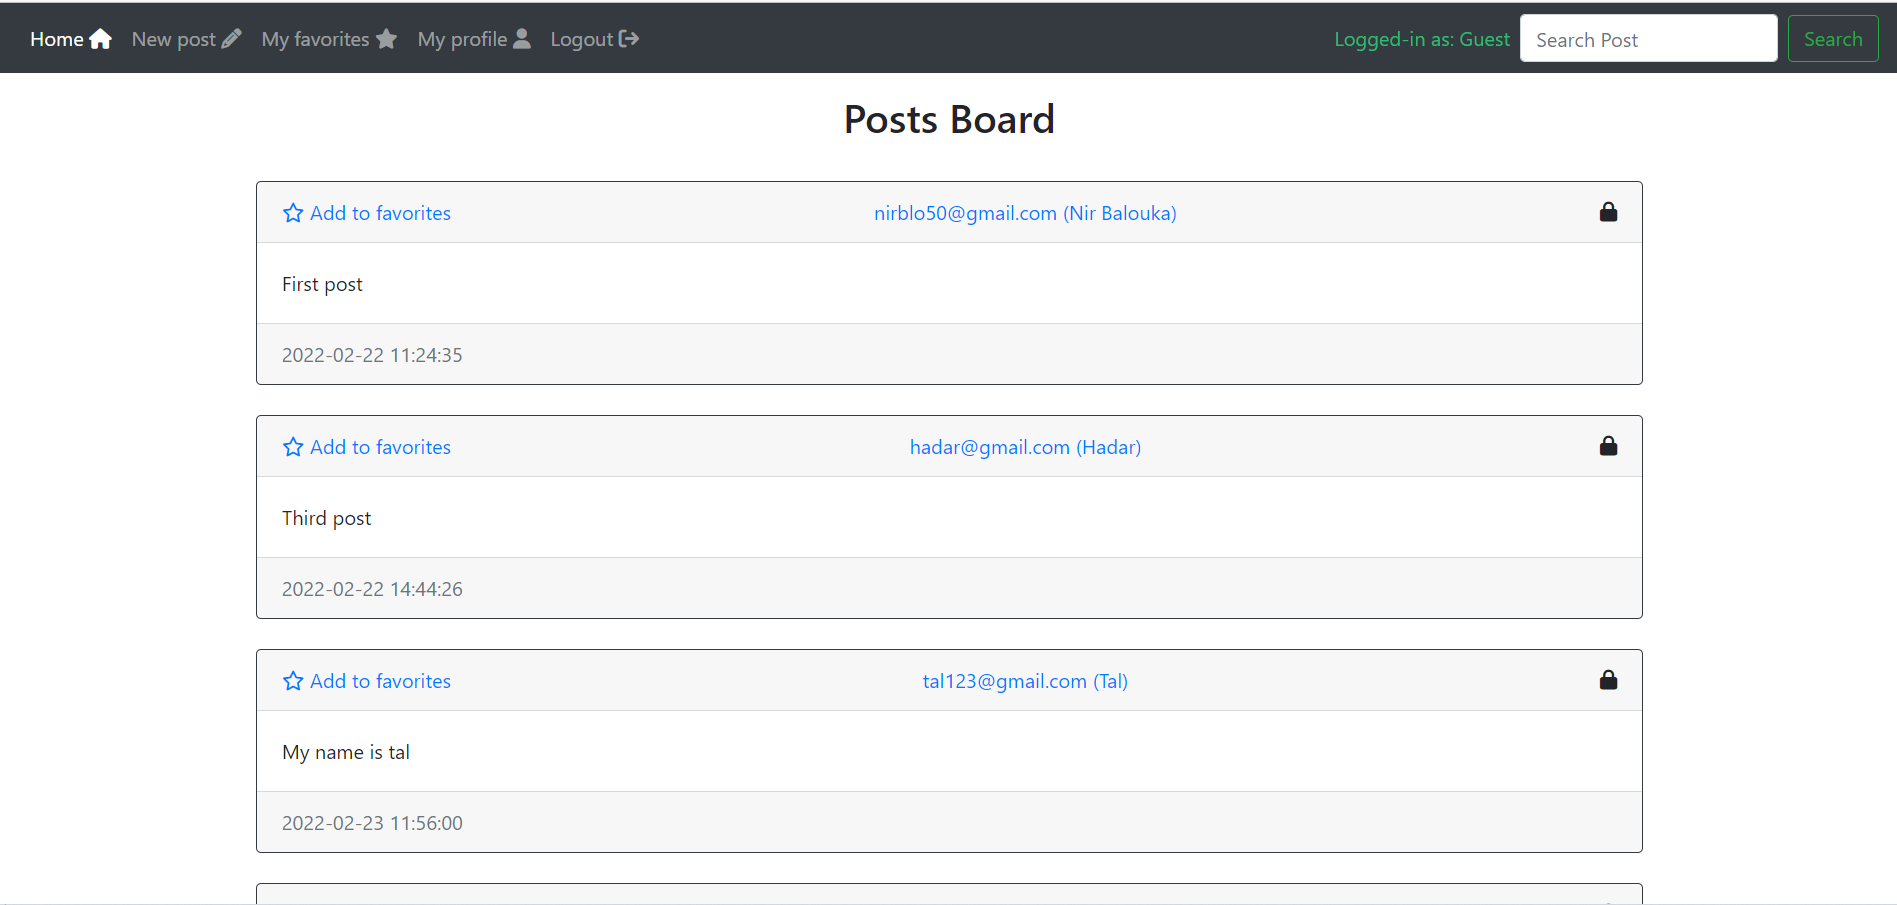 Home New post My favorites My profile Logout Logged-in as: Guest Search Post Search
Posts Board
Add to favorites nirblo50@gmail.com (Nir Balouka)
First post
2022-02-22 11:24:35
Add to favorites hadar@gmail.com (Hadar)
Third post
2022-02-22 14:44:26
Add to favorites tal123@gmail.com (Tal)
My name is tal
2022-02-23 11:56:00